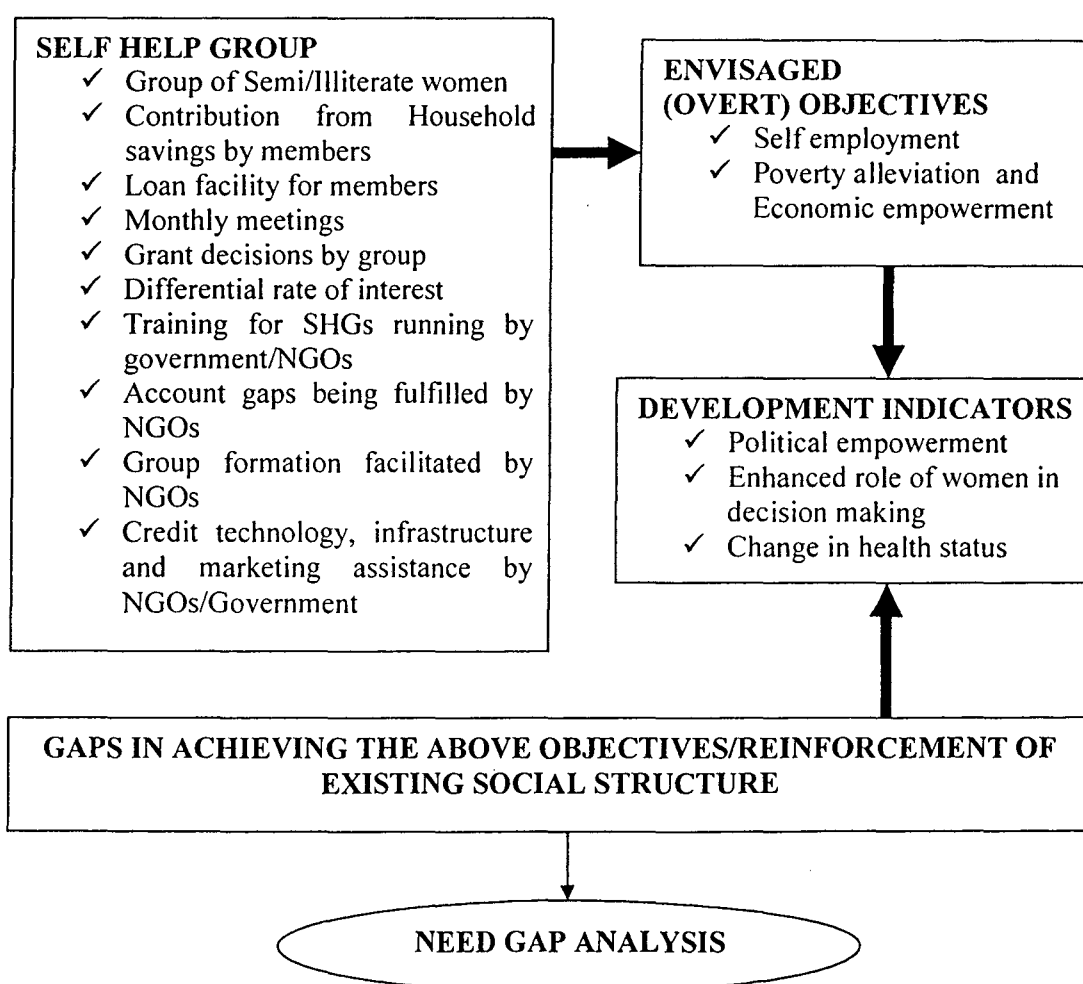 SELF HELP GROUP
✓ Group of Semi/Illiterate women
✓ Contribution from Household
savings by members
✓ Loan facility for members
✓ Monthly meetings
✓ Grant decisions by group
✓ Differential rate of interest
✓ Training for SHGs running by
government/NGOs
✓ Account gaps being fulfilled by
NGOs
✓ Group formation facilitated by
NGOs
✓ Credit technology, infrastructure
and marketing assistance by
NGOs/Government
ENVISAGED
(OVERT) OBJECTIVES
✓ Self employment
✓ Poverty alleviation and
Economic empowerment
DEVELOPMENT INDICATORS
✓ Political empowerment
✓ Enhanced role of women in
decision making
✓ Change in health status
GAPS IN ACHIEVING THE ABOVE OBJECTIVES/REINFORCEMENT OF
EXISTING SOCIAL STRUCTURE
NEED GAP ANALYSIS